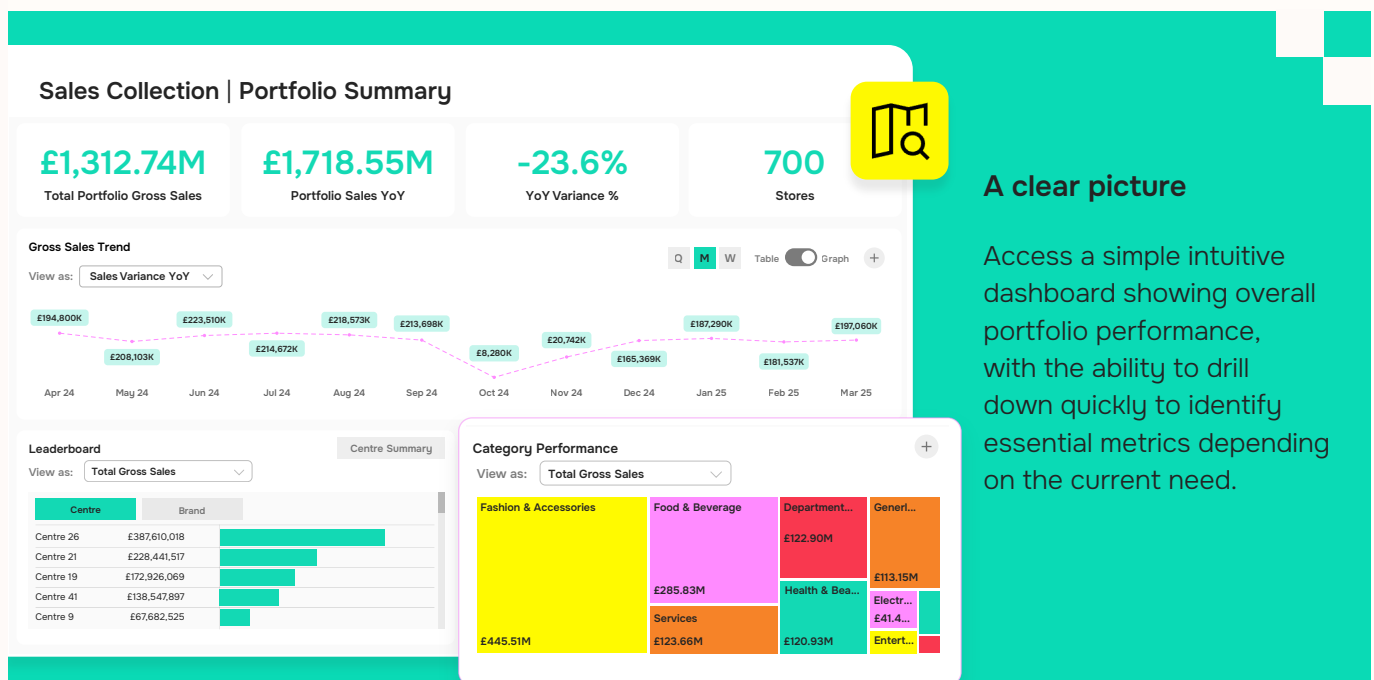 Sales Collection | Portfolio Summary
£1,312.74M
Total Portfolio Gross Sales
£1,718.55M
Portfolio Sales YoY
-23.6%
YoY Variance %
700
Stores
Gross Sales Trend
View as: Sales Variance YoY
Q M W Table Graph
£194,800K
£208,103K
£223,510K
£214,672K
£218,573K
£213,698K
£8,280K
£20,742K
£165,369K
£187,290K
£181,537K
£197,060K
Apr 24 May 24 Jun 24 Jul 24 Aug 24 Sep 24 Oct 24 Nov 24 Dec 24 Jan 25 Feb 25 Mar 25
Leaderboard
Centre Summary
View as: Total Gross Sales
Centre Brand
Centre 26 £387,610,018
Centre 21 £228,441,517
Centre 19 £172,926,069
Centre 41 £138,547,897
Centre 9 £67,682,525
Category Performance
View as: Total Gross Sales
Fashion & Accessories
£445.51M
Food & Beverage
£285.83M
Services
£123.66M
Department...
£122.90M
Health & Bea...
£120.93M
Generl...
£113.15M
Electr...
£41.4...
Entert...
A clear picture
Access a simple intuitive
dashboard showing overall
portfolio performance,
with the ability to drill
down quickly to identify
essential metrics depending
on the current need.